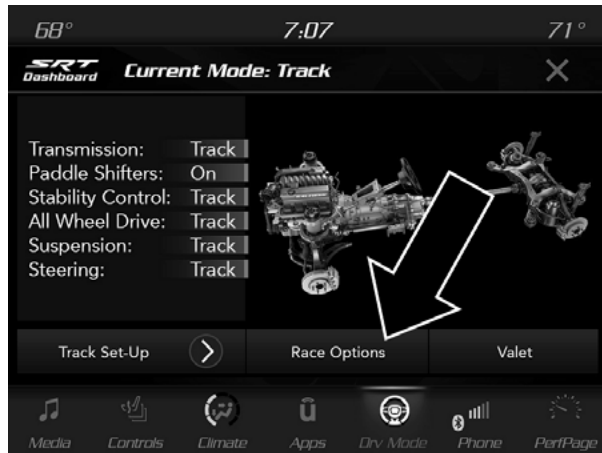 68° 7:07 71°
SRT Dashboard Current Mode: Track
Transmission: Track
Paddle Shifters: On
Stability Control: Track
All Wheel Drive: Track
Suspension: Track
Steering: Track
Track Set-Up Race Options Valet
Media Controls Climate Apps Drv Mode Phone PerfPage